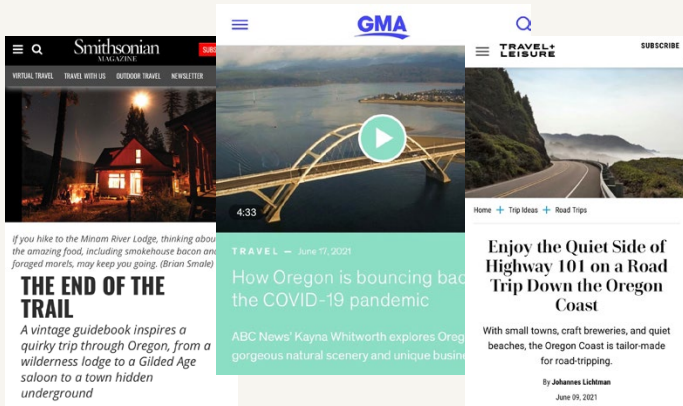 Smithsonian
MAGAZINE
VIRTUAL TRAVEL TRAVEL WITH US OUTDOOR TRAVEL NEWSLETTER
If you hike to the Minam River Lodge, thinking
the amazing food, including smokehouse bacon
foraged morels, may keep you going. (Brian Smale)
THE END OF THE
TRAIL
A vintage guidebook inspires a
quirky trip through Oregon, from a
wilderness lodge to a Gilded Age
saloon to a town hidden
underground
GMA
4:33
TRAVEL — June 17, 2021
How Oregon is bouncing
the COVID-19 pandemic
ABC News' Kayna Whitworth explores
gorgeous natural scenery and unique
TRAVEL+
LEISURE
SUBSCRIBE
Home + Trip Ideas + Road Trips
Enjoy the Quiet Side of
Highway 101 on a Road
Trip Down the Oregon
Coast
With small towns, craft breweries, and quiet
beaches, the Oregon Coast is tailor-made
for road-tripping.
By Johannes Lichtman
June 09, 2021